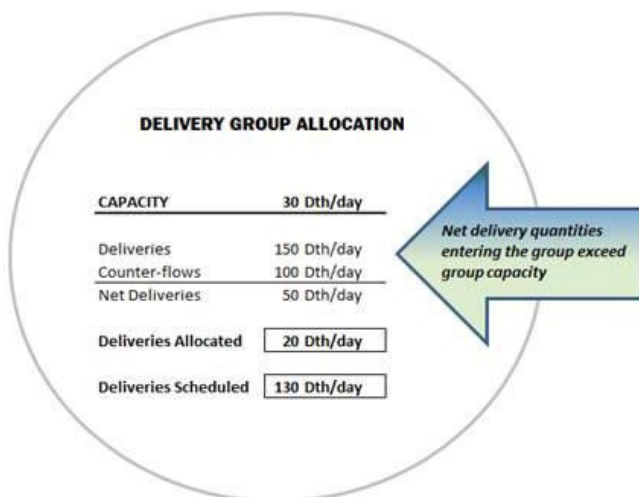 DELIVERY GROUP ALLOCATION
CAPACITY 30 Dth/day
Deliveries 150 Dth/day
Counter-flows 100 Dth/day
Net Deliveries 50 Dth/day
Deliveries Allocated 20 Dth/day
Deliveries Scheduled 130 Dth/day
Net delivery quantities
entering the group exceed
group capacity